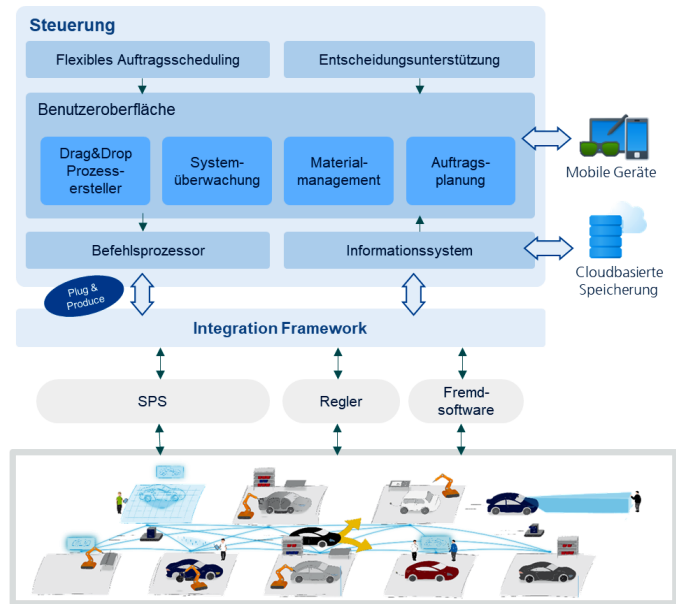 Steuerung
Flexibles Auftragsscheduling
Entscheidungsunterstützung
Benutzeroberfläche
Drag&Drop
Prozess-
ersteller
System-
überwachung
Material-
management
Auftrags-
planung
Mobile Geräte
Befehlsprozessor
Informationssystem
Cloudbasierte
Speicherung
Plug &
Produce
Integration Framework
SPS
Regler
Fremd-
software